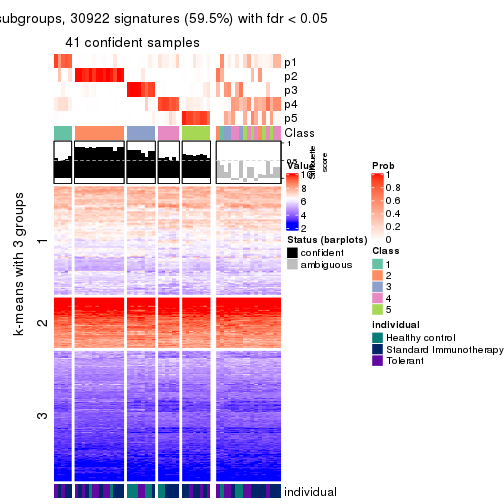 subgroups, 30922 signatures (59.5%) with fdr < 0.05
41 confident samples
p1
p2
p3
p4
p5
Class
1
0.5
Silhouette
score
k-means with 3 groups
1
2
3
individual
2
4
6
8
Status (barplots)
confident
ambiguous
Prob
1
0.8
0.6
0.4
0.2
0
Class
1
2
3
4
5
individual
Healthy control
Standard Immunotherapy
Tolerant